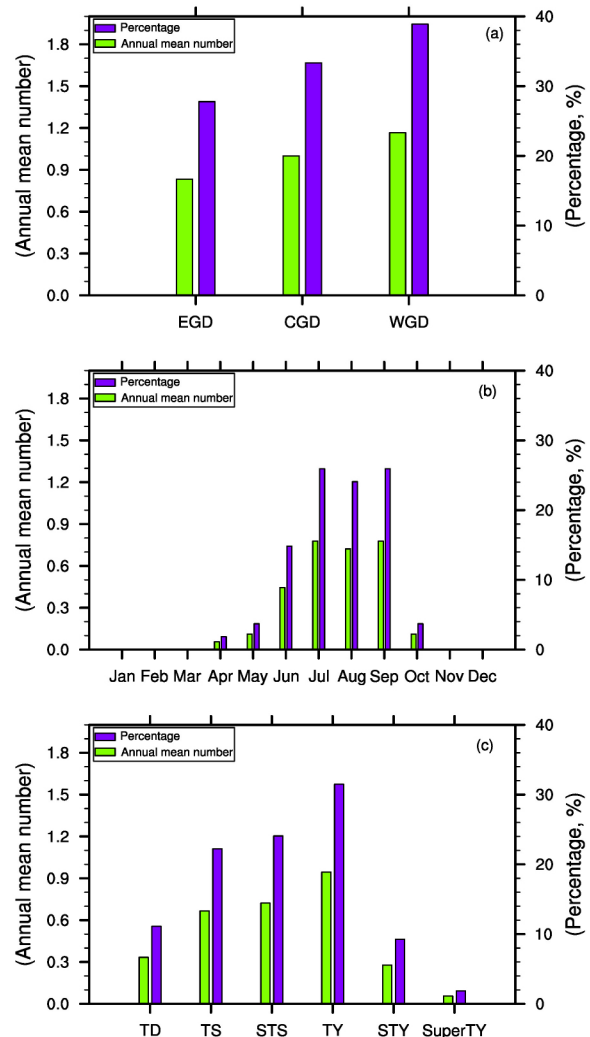 Percentage
Annual mean number
(a)
(Annual mean number)
1.8
1.5
1.2
0.9
0.6
0.3
0.0
40
30
20
10
0
(Percentage, %)
EGD CGD WGD
Percentage
Annual mean number
(b)
(Annual mean number)
1.8
1.5
1.2
0.9
0.6
0.3
0.0
40
30
20
10
0
(Percentage, %)
Jan Feb Mar Apr May Jun Jul Aug Sep Oct Nov Dec
Percentage
Annual mean number
(c)
(Annual mean number)
1.8
1.5
1.2
0.9
0.6
0.3
0.0
40
30
20
10
0
(Percentage, %)
TD TS STS TY STY SuperTY